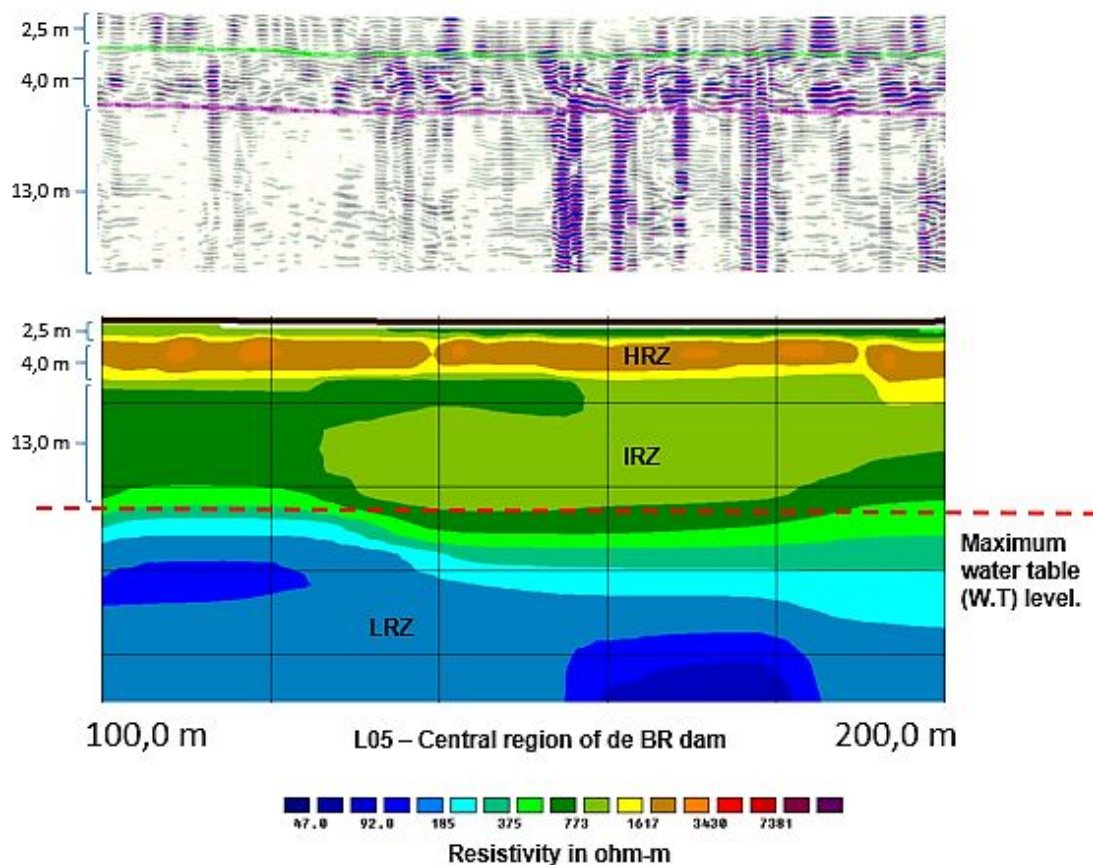 2,5 m
4,0 m
13,0 m
2,5 m
4,0 m
13,0 m
HRZ
IRZ
LRZ
Maximum
water table
(W.T) level.
100,0 m
L05 – Central region of de BR dam
200,0 m
47.0 92.0 185 375 773 1617 3430 7381
Resistivity in ohm-m